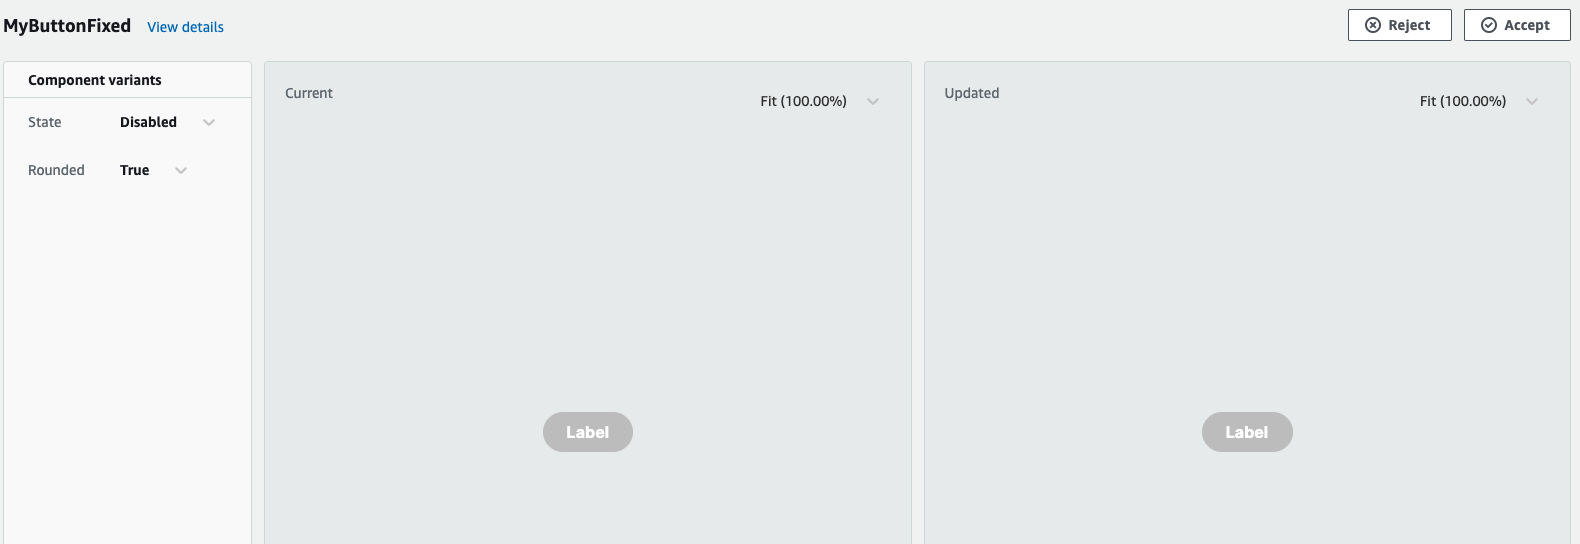 MyButtonFixed View details Reject Accept
Component variants
State Disabled
Rounded True
Current Fit (100.00%)
Label
Updated Fit (100.00%)
Label